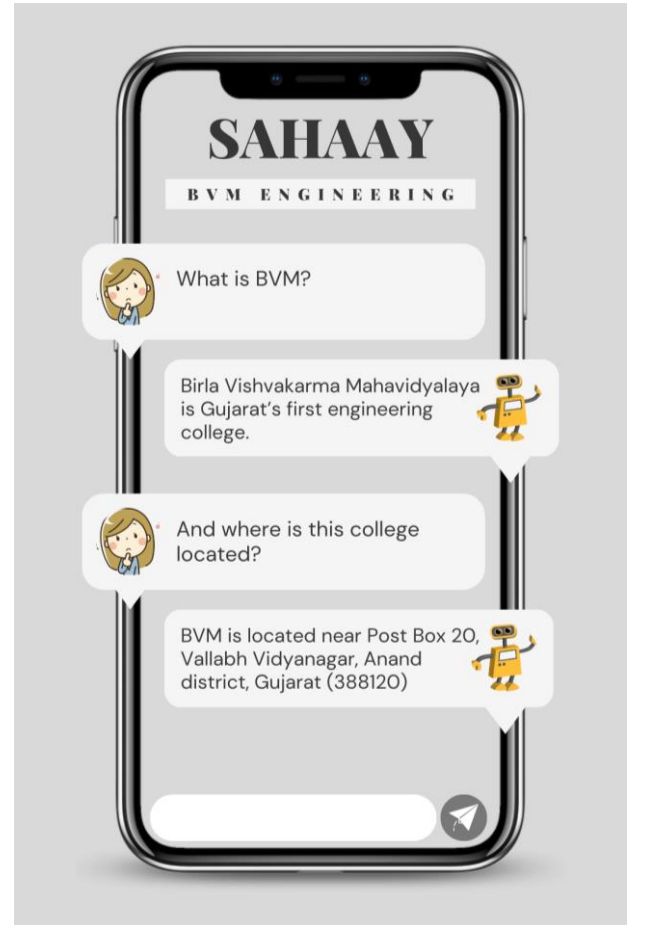 SAHAAY
BVM ENGINEERING
What is BVM?
Birla Vishvakarma Mahavidyalaya
is Gujarat’s first engineering
college.
And where is this college
located?
BVM is located near Post Box 20,
Vallabh Vidyanagar, Anand
district, Gujarat (388120)